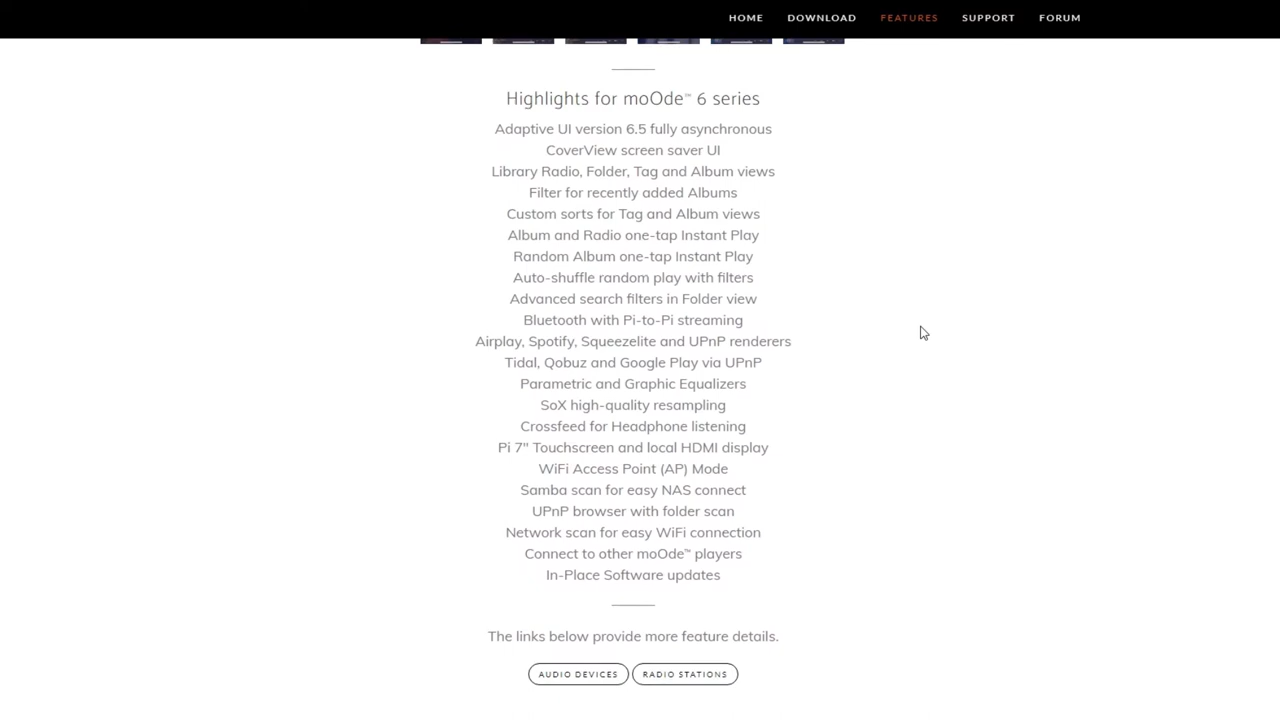 HOME DOWNLOAD FEATURES SUPPORT FORUM
Highlights for moOde™ 6 series
Adaptive UI version 6.5 fully asynchronous
CoverView screen saver UI
Library Radio, Folder, Tag and Album views
Filter for recently added Albums
Custom sorts for Tag and Album views
Album and Radio one-tap Instant Play
Random Album one-tap Instant Play
Auto-shuffle random play with filters
Advanced search filters in Folder view
Bluetooth with Pi-to-Pi streaming
Airplay, Spotify, Squeezelite and UPnP renderers
Tidal, Qobuz and Google Play via UPnP
Parametric and Graphic Equalizers
SoX high-quality resampling
Crossfeed for Headphone listening
Pi 7" Touchscreen and local HDMI display
WiFi Access Point (AP) Mode
Samba scan for easy NAS connect
UPnP browser with folder scan
Network scan for easy WiFi connection
Connect to other moOde™ players
In-Place Software updates
The links below provide more feature details.
AUDIO DEVICES RADIO STATIONS